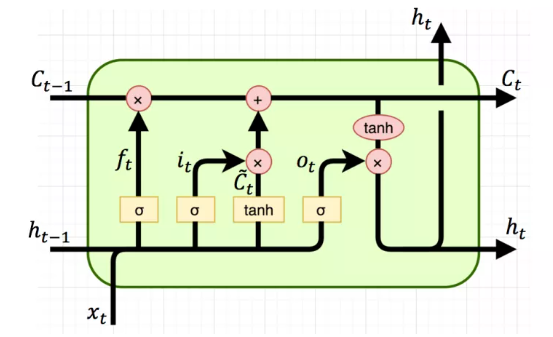 h_t
C_{t-1}
×
+
C_t
tanh
f_t
i_t
×
o_t
×
C̃_t
σ
σ
tanh
σ
h_{t-1}
h_t
x_t